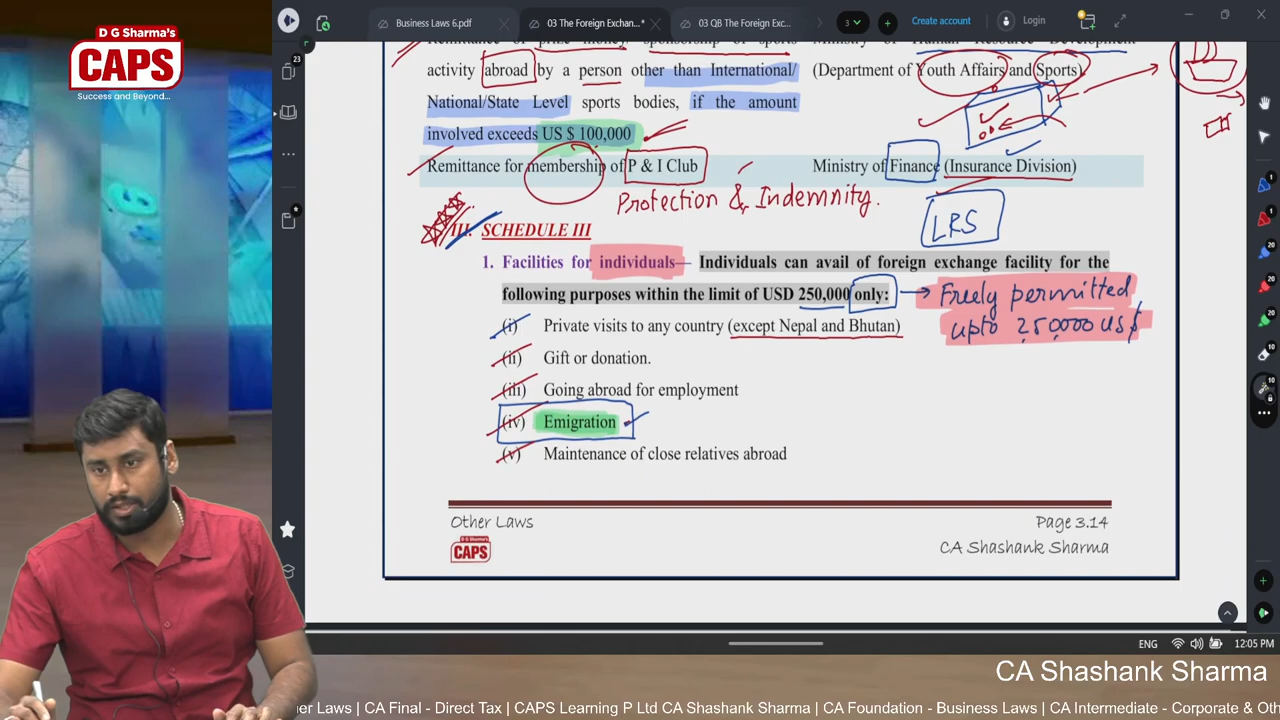 D G Sharma's
CAPS
Success and Beyond...
Business Laws 6.pdf
03 The Foreign Exchan...*
03 QB The Foreign Exc...
3
Create account
Login
23
activity abroad by a person other than International/ (Department of Youth Affairs and Sports).
National/State Level sports bodies, if the amount
involved exceeds US $ 100,000
Remittance for membership of P & I Club Ministry of Finance (Insurance Division)
Protection & Indemnity.
LRS
III. SCHEDULE III
1. Facilities for individuals— Individuals can avail of foreign exchange facility for the
following purposes within the limit of USD 250,000 only:
Freely permitted
upto 2,50,000 US$
(i) Private visits to any country (except Nepal and Bhutan)
(ii) Gift or donation.
(iii) Going abroad for employment
(iv) Emigration
(v) Maintenance of close relatives abroad
Other Laws Page 3.14
CAPS CA Shashank Sharma
ENG 12:05 PM
CA Shashank Sharma
er Laws | CA Final - Direct Tax | CAPS Learning P Ltd CA Shashank Sharma | CA Foundation - Business Laws | CA Intermediate - Corporate & Oth